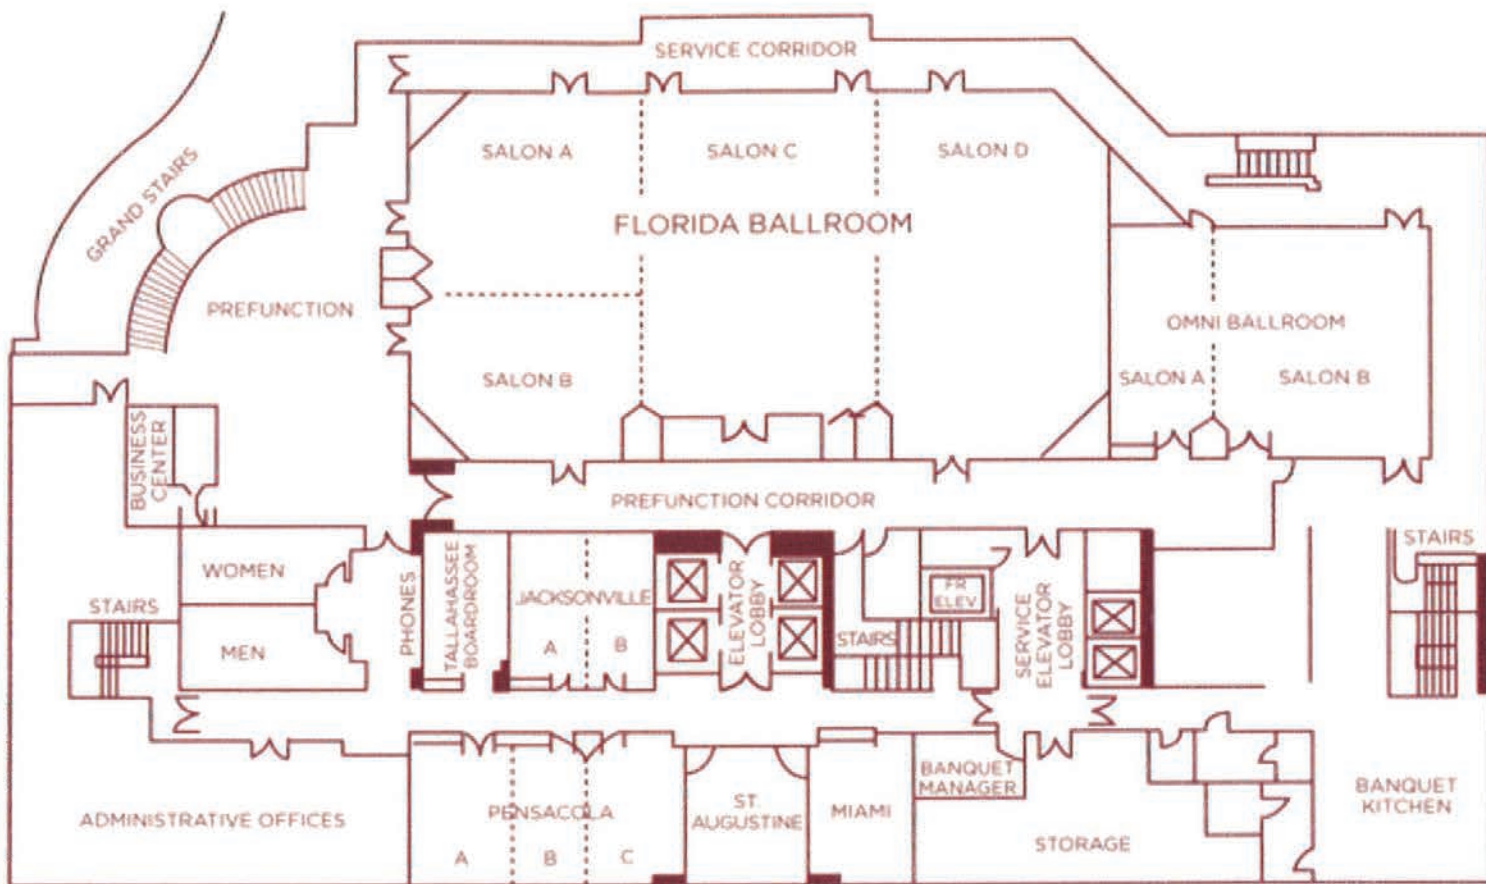 SERVICE CORRIDOR
SALON A
SALON C
SALON D
GRAND STAIRS
FLORIDA BALLROOM
PREFUNCTION
OMNI BALLROOM
SALON B
SALON A
SALON B
BUSINESS
CENTER
PREFUNCTION CORRIDOR
STAIRS
WOMEN
PHONES
TALLAHASSEE
BOARDROOM
JACKSONVILLE
A
B
ELEVATOR
LOBBY
FR
ELEV
SERVICE
ELEVATOR
LOBBY
STAIRS
MEN
STAIRS
BANQUET
MANAGER
BANQUET
KITCHEN
ADMINISTRATIVE OFFICES
PENSACOLA
A
B
C
ST.
AUGUSTINE
MIAMI
STORAGE